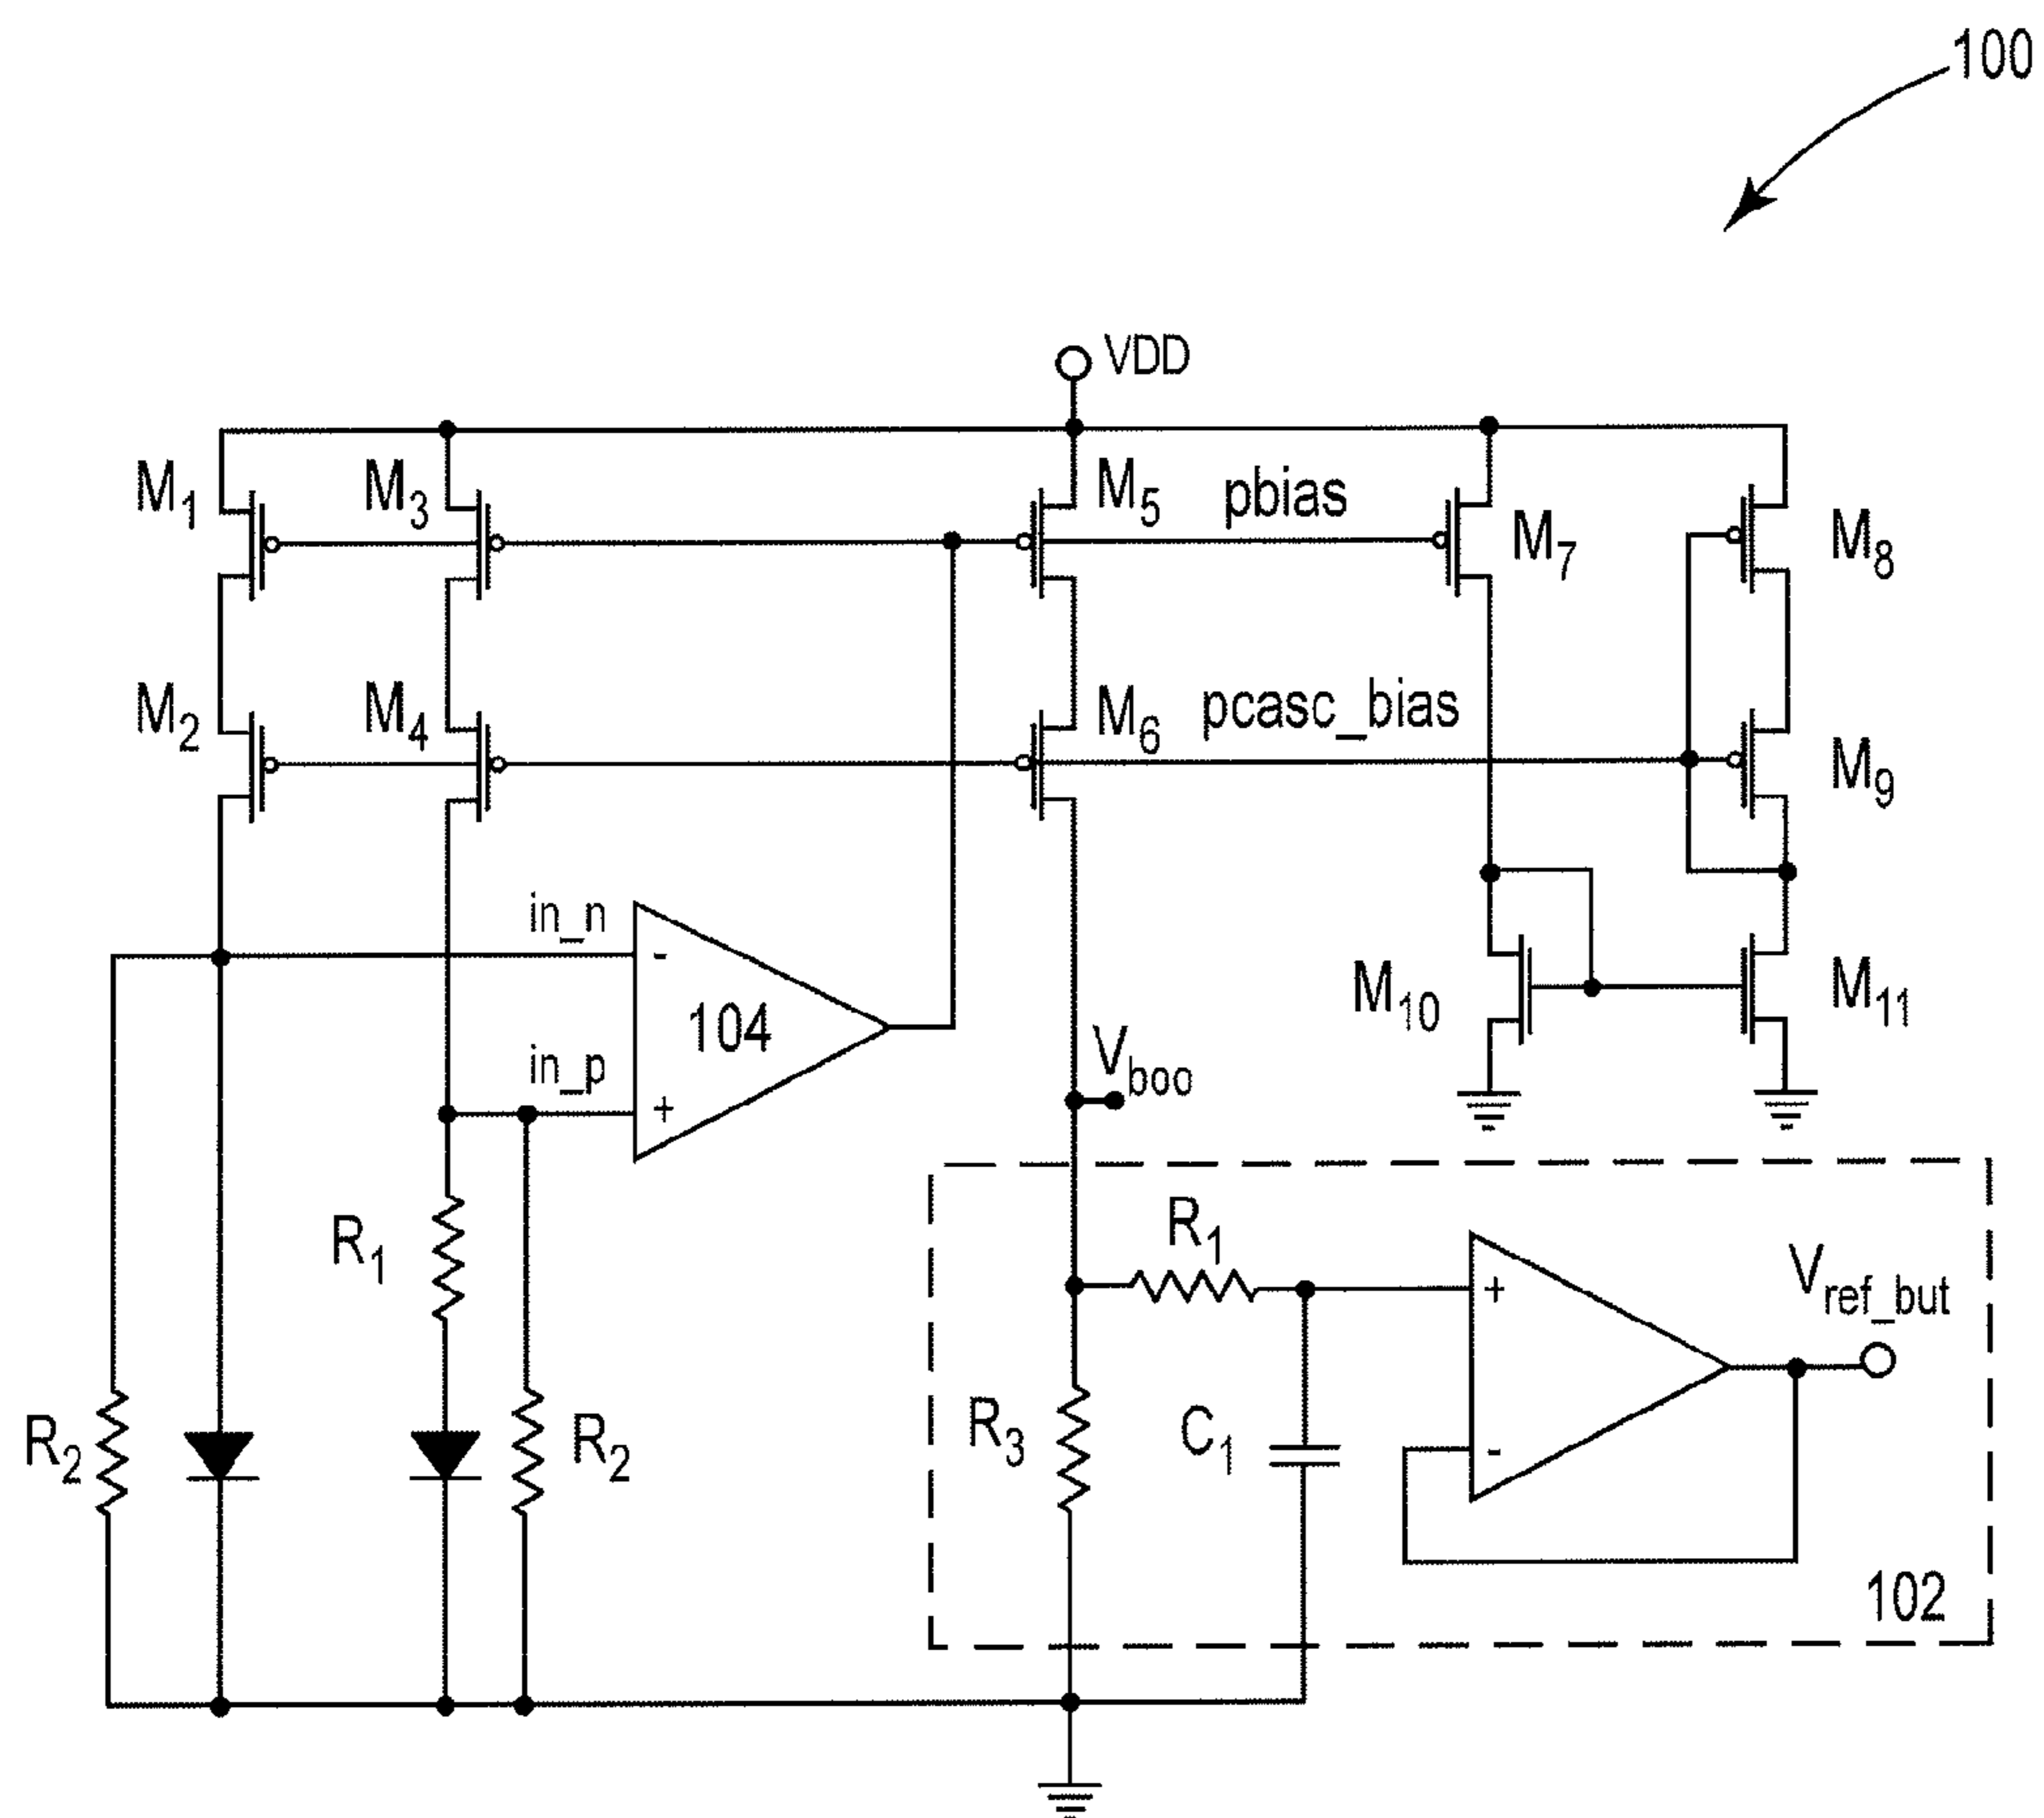 100
VDD
M1
M3
M5
pbias
M7
M8
M2
M4
M6
pcasc_bias
M9
in_n
-
104
in_p
+
M10
M11
Vboo
R1
R1
+
Vref_but
R2
R2
R3
C1
-
102